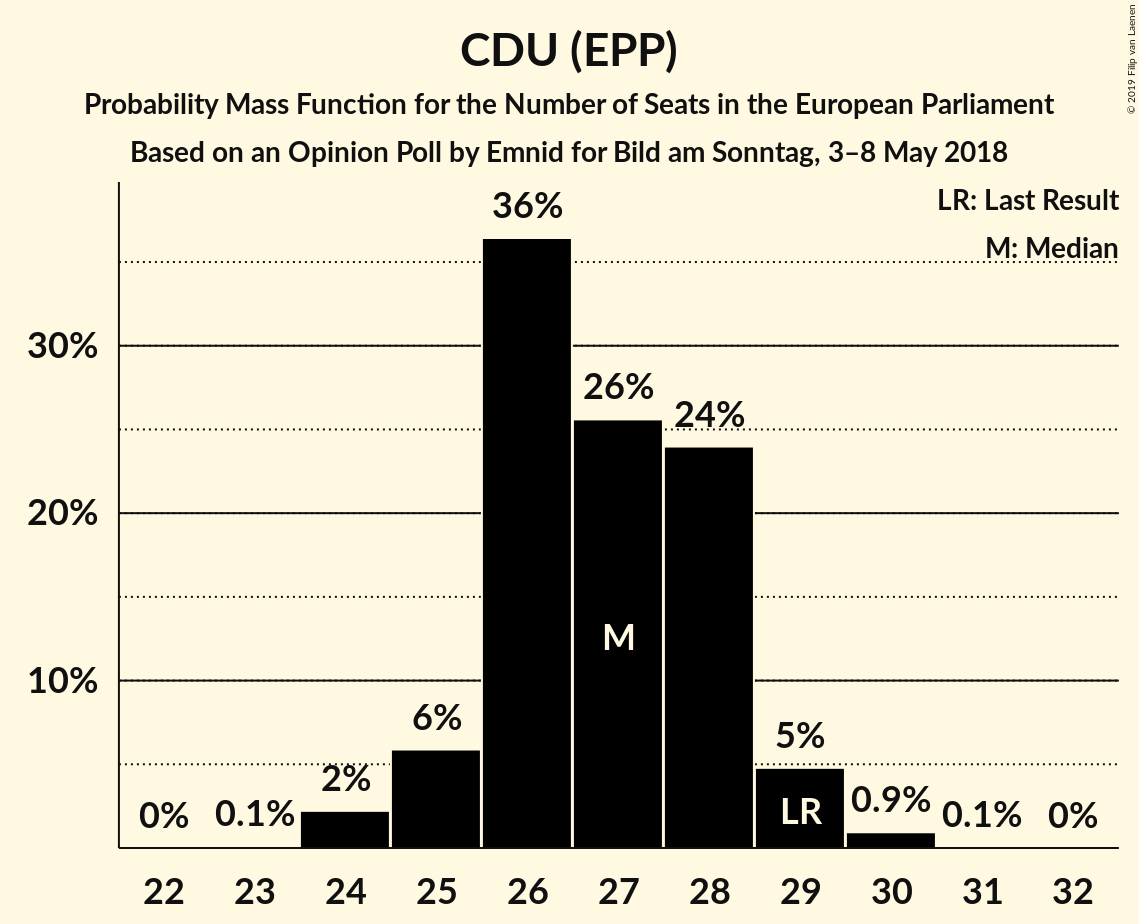 CDU (EPP)
Probability Mass Function for the Number of Seats in the European Parliament
Based on an Opinion Poll by Emnid for Bild am Sonntag, 3–8 May 2018
© 2019 Filip van Laenen
LR: Last Result
M: Median
30%
20%
10%
0%
0.1%
2%
6%
36%
26%
24%
5%
0.9%
0.1%
0%
M
LR
22 23 24 25 26 27 28 29 30 31 32